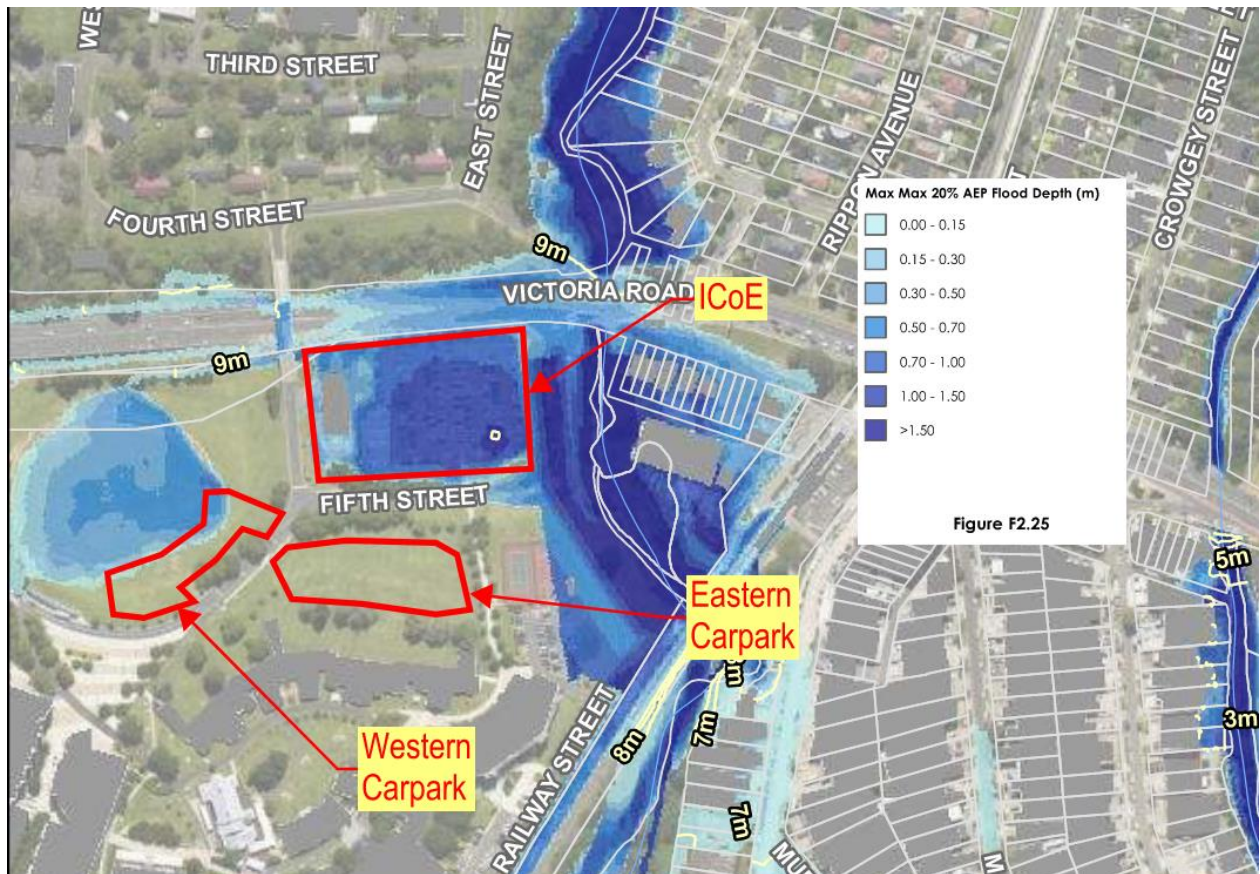 THIRD STREET
EAST STREET
FOURTH STREET
9m
VICTORIA ROAD
ICoE
RIPPON AVENUE
CROWGEY STREET
Max Max 20% AEP Flood Depth (m)
0.00 - 0.15
0.15 - 0.30
0.30 - 0.50
0.50 - 0.70
0.70 - 1.00
1.00 - 1.50
>1.50
Figure F2.25
9m
FIFTH STREET
5m
Eastern
Carpark
Western
Carpark
RAILWAY STREET
8m
7m
7m
3m